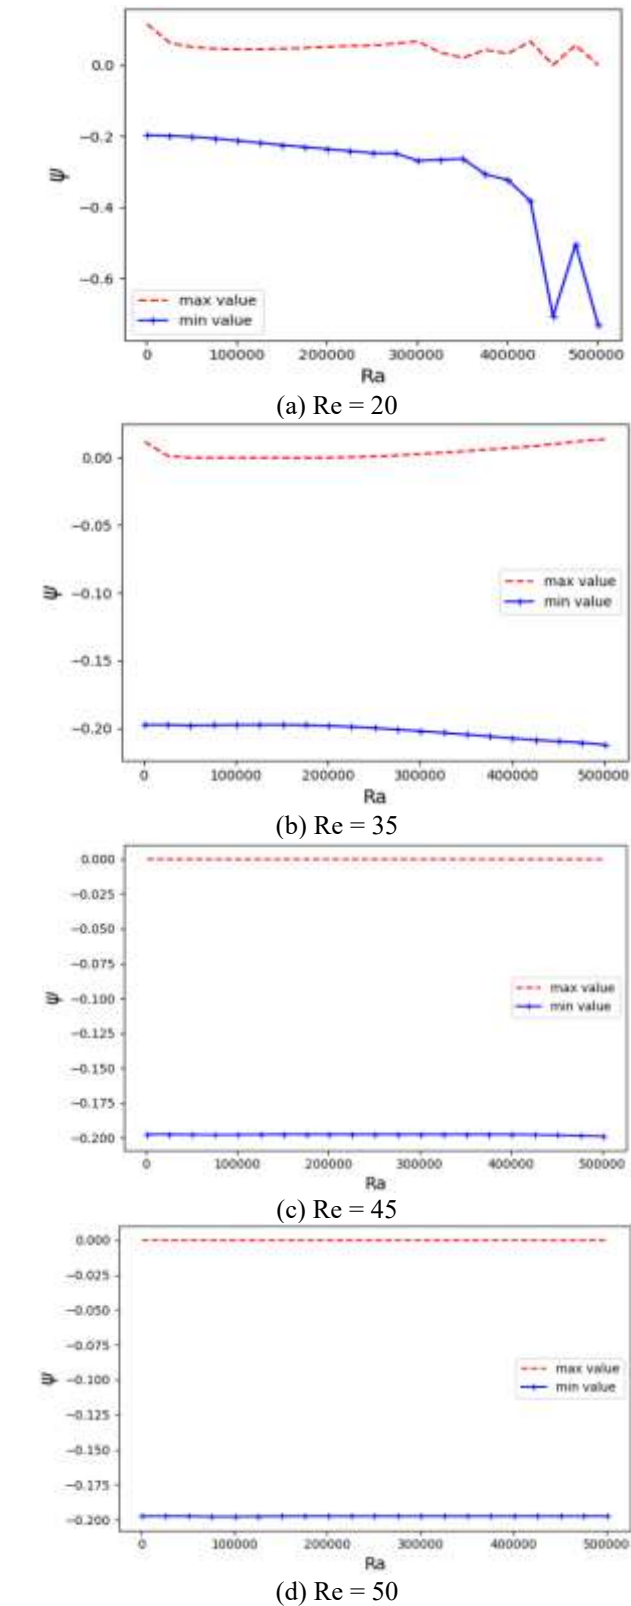 0.0
−0.2
−0.4
−0.6
ψ
max value
min value
0 100000 200000 300000 400000 500000
Ra
(a) Re = 20
0.00
−0.05
−0.10
−0.15
−0.20
ψ
max value
min value
0 100000 200000 300000 400000 500000
Ra
(b) Re = 35
0.000
−0.025
−0.050
−0.075
−0.100
−0.125
−0.150
−0.175
−0.200
ψ
max value
min value
0 100000 200000 300000 400000 500000
Ra
(c) Re = 45
0.000
−0.025
−0.050
−0.075
−0.100
−0.125
−0.150
−0.175
−0.200
ψ
max value
min value
0 100000 200000 300000 400000 500000
Ra
(d) Re = 50